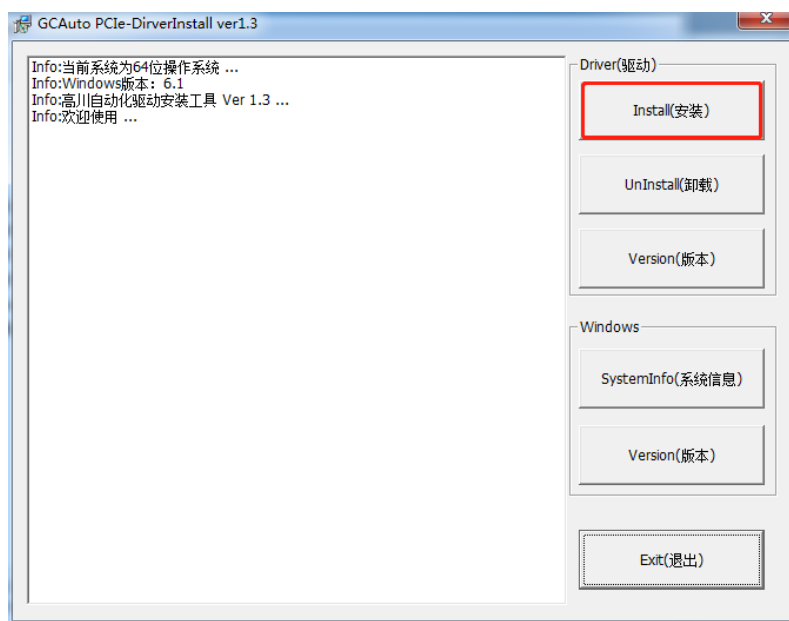 GCAuto PCIe-DirverInstall ver1.3
Info:当前系统为64位操作系统 ...
Info:Windows版本：6.1
Info:高川自动化驱动安装工具 Ver 1.3 ...
Info:欢迎使用 ...
Driver(驱动)
Install(安装)
UnInstall(卸载)
Version(版本)
Windows
SystemInfo(系统信息)
Version(版本)
Exit(退出)